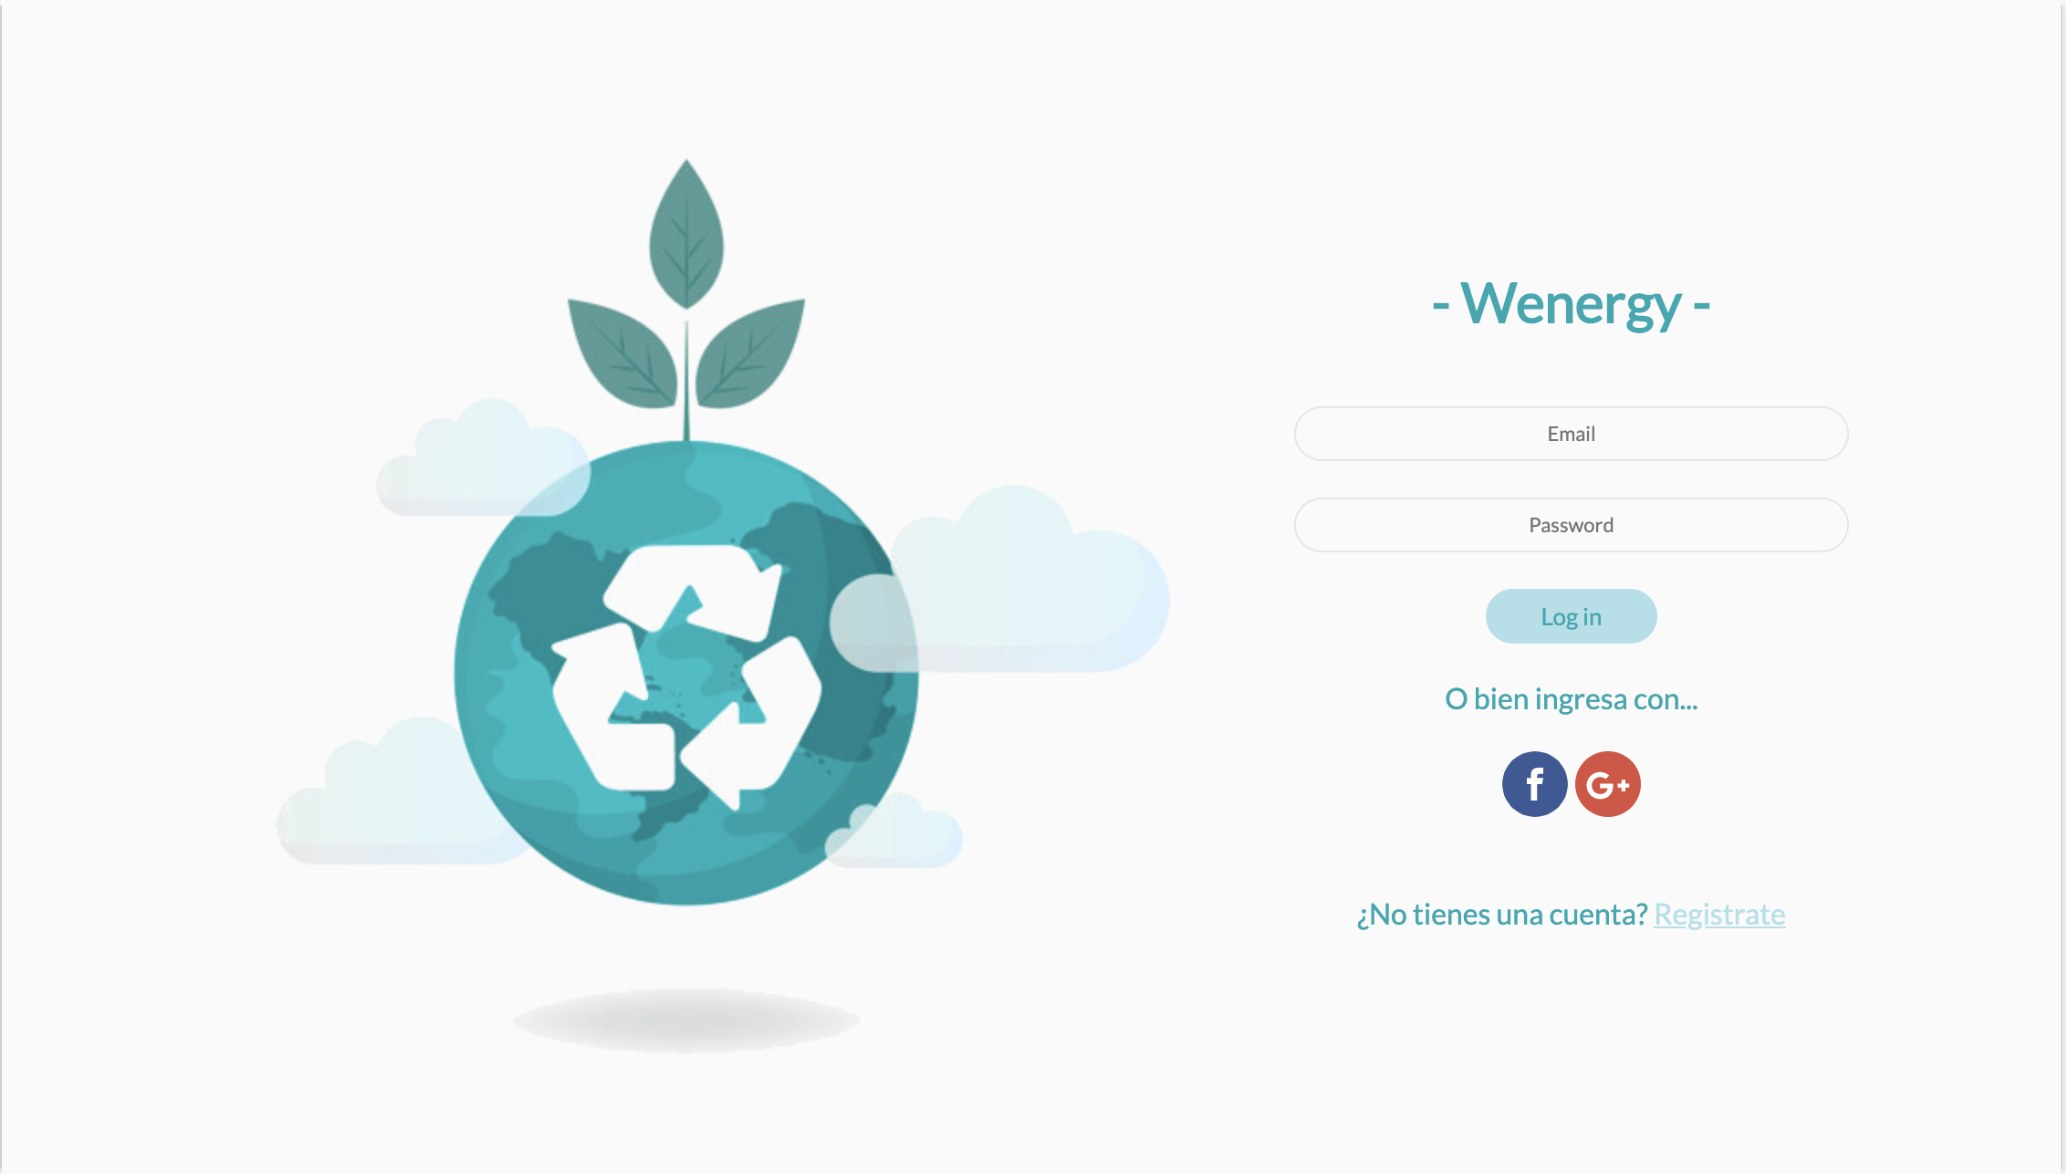 - Wenergy -
Email
Password
Log in
O bien ingresa con...
f G+
¿No tienes una cuenta? Registrate